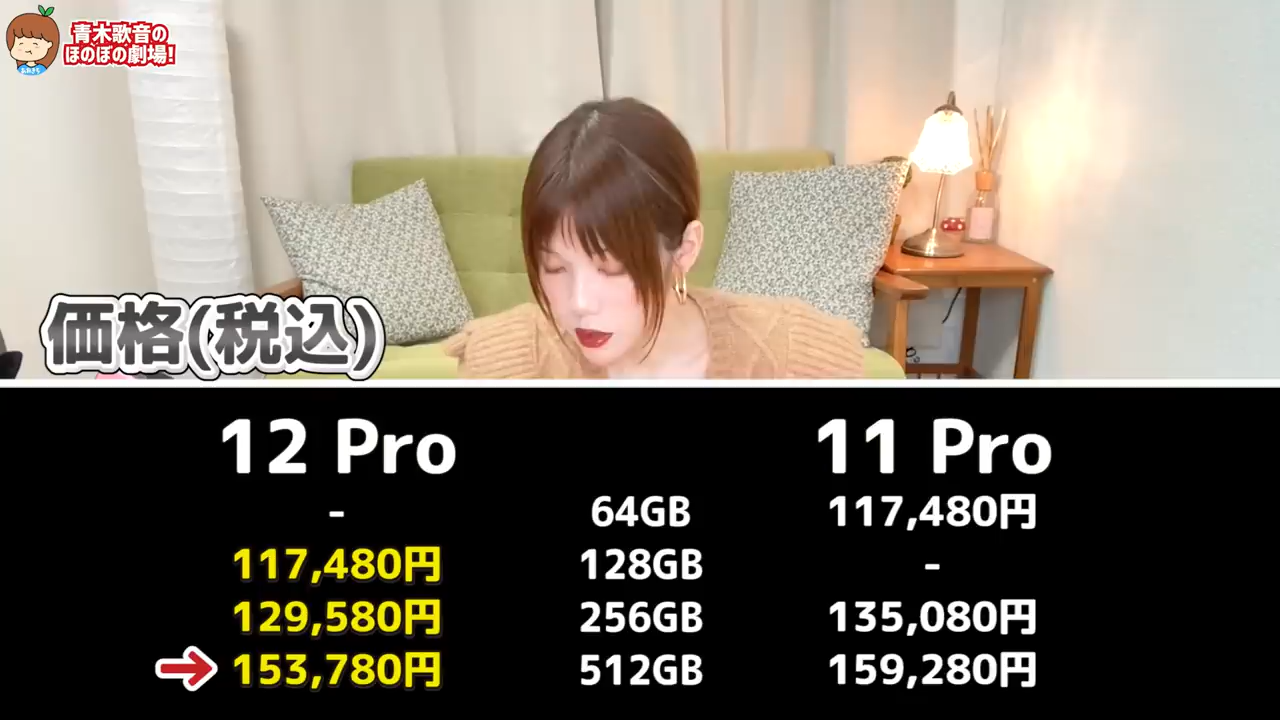 青木歌音の
ほのぼの劇場!
価格(税込)
12 Pro
11 Pro
- 64GB 117,480円
117,480円 128GB -
129,580円 256GB 135,080円
153,780円 512GB 159,280円